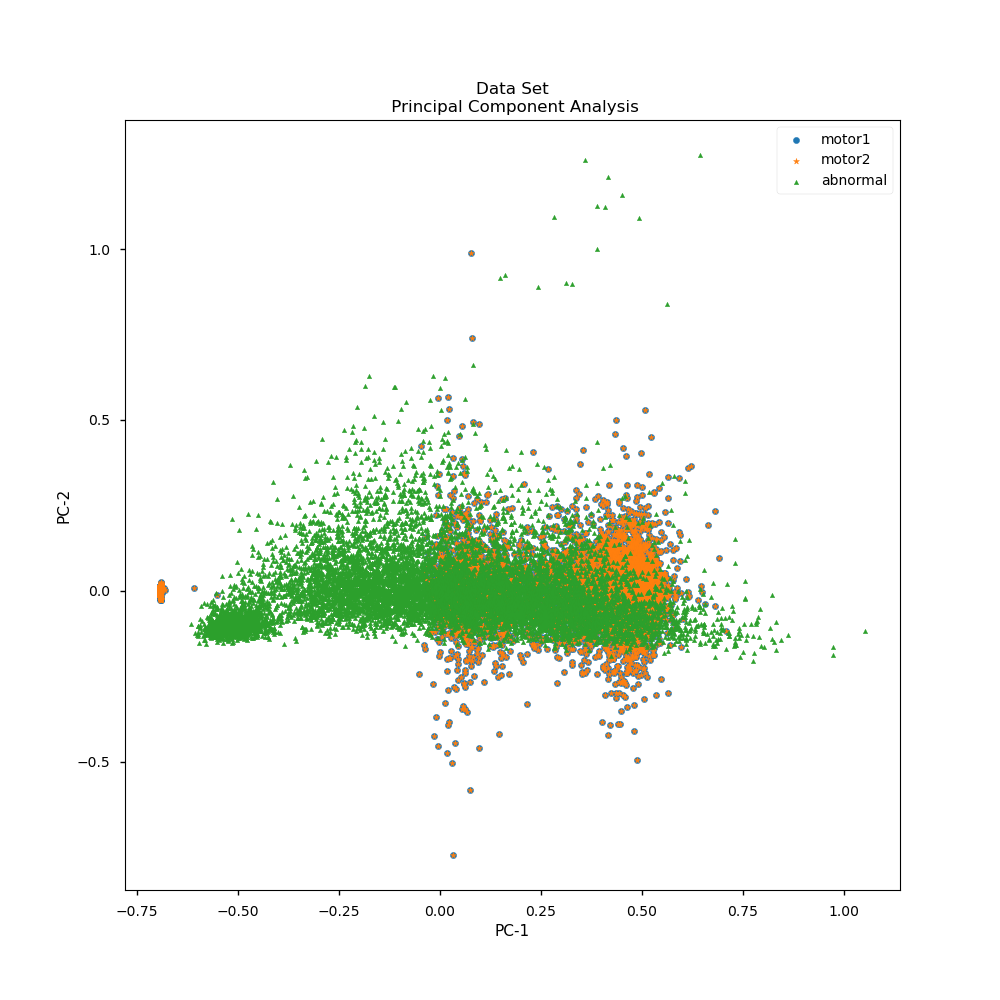 Data Set
Principal Component Analysis
motor1
motor2
abnormal
PC-2
1.0
0.5
0.0
−0.5
−0.75
−0.50
−0.25
0.00
0.25
0.50
0.75
1.00
PC-1